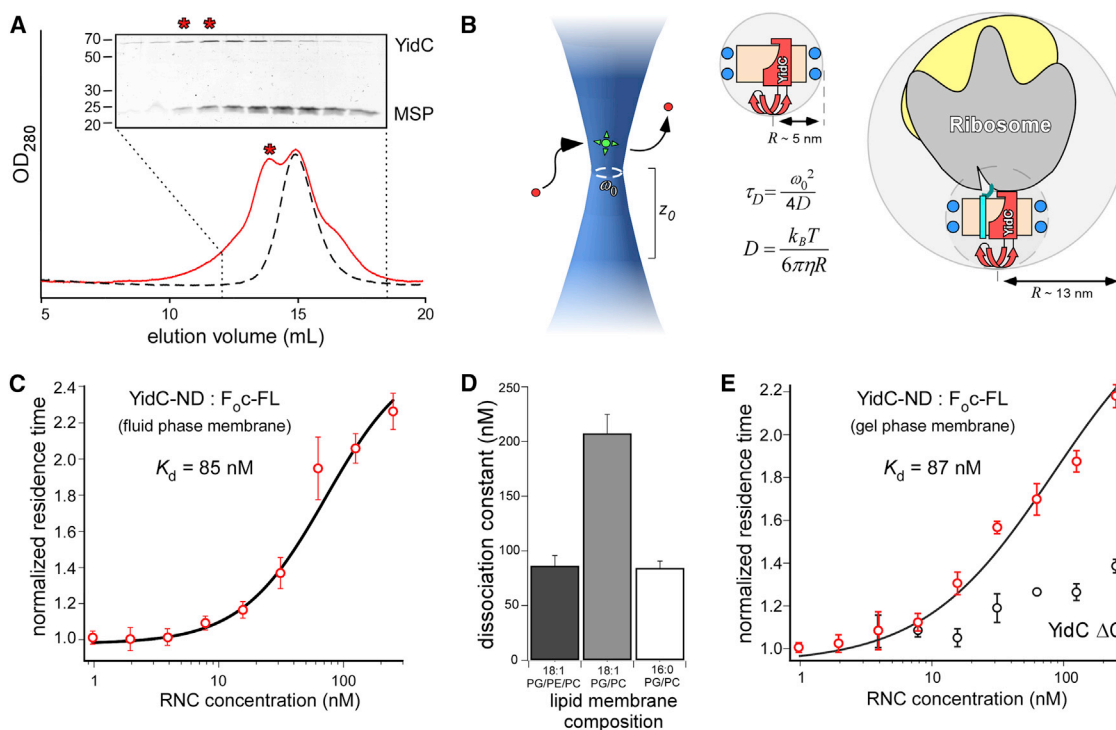 A
*
*
70
50
25
20
YidC
MSP
*
OD280
5
10
15
20
elution volume (mL)
B
ω0
z0
YidC
R ~ 5 nm
τD = ω0² / 4D
D = kBT / 6πηR
Ribosome
YidC
R ~ 13 nm
C
YidC-ND : Foc-FL
(fluid phase membrane)
Kd = 85 nM
normalized residence time
2.4
2.2
2.0
1.8
1.6
1.4
1.2
1.0
1
10
100
RNC concentration (nM)
D
dissociation constant (nM)
250
200
150
100
50
0
18:1 18:1 16:0
PG/PE/PC PG/PC PG/PC
lipid membrane
composition
E
YidC-ND : Foc-FL
(gel phase membrane)
Kd = 87 nM
normalized residence time
2.2
2.0
1.8
1.6
1.4
1.2
1.0
YidC ΔC
1
10
100
RNC concentration (nM)